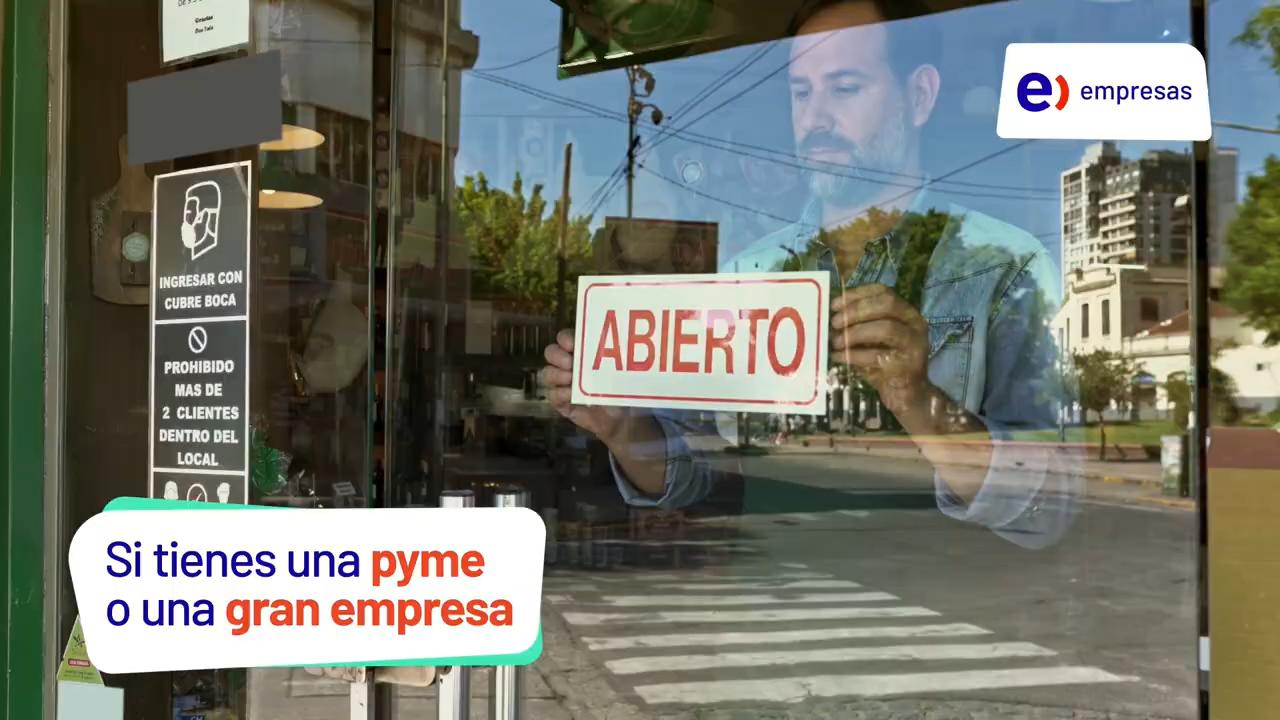 Gracias
e) empresas
INGRESAR CON
CUBRE BOCA
PROHIBIDO
MAS DE
2 CLIENTES
DENTRO DEL
LOCAL
ABIERTO
Si tienes una pyme
o una gran empresa